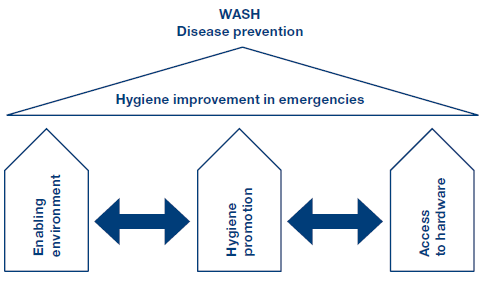 WASH
Disease prevention
Hygiene improvement in emergencies
Enabling
environment
Hygiene
promotion
Access
to hardware